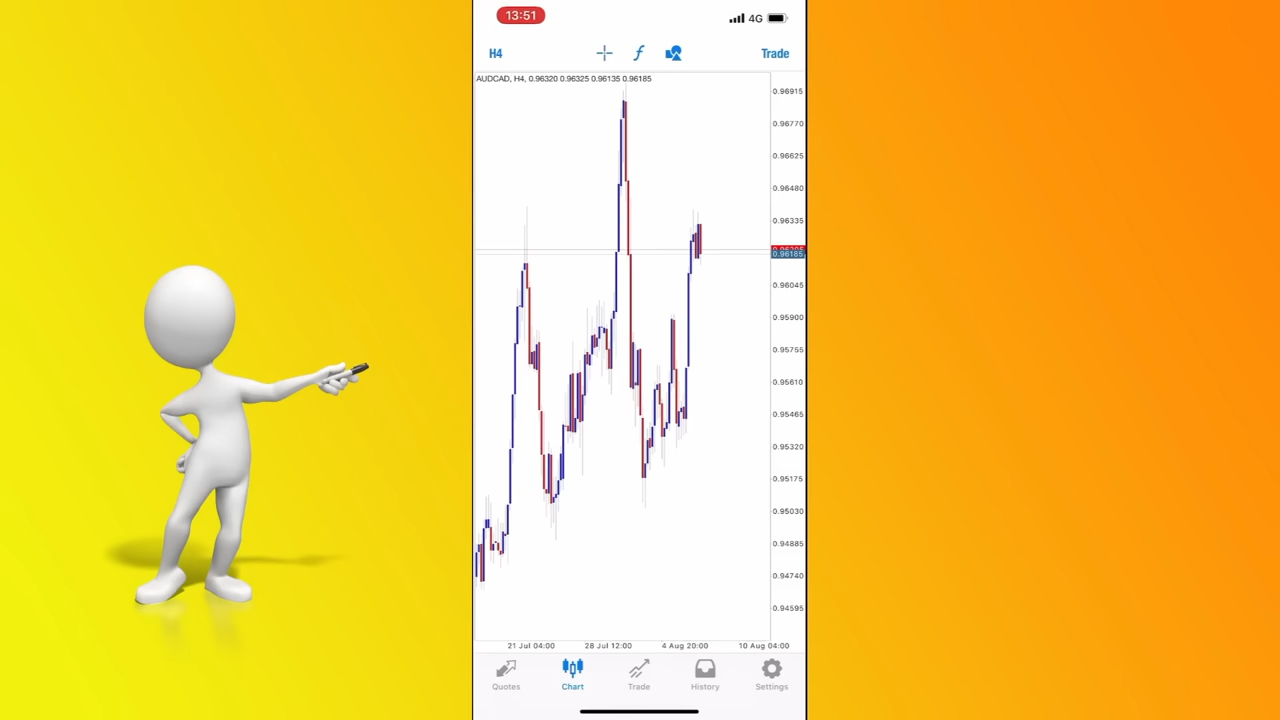 13:51
4G
H4
f
Trade
AUDCAD, H4, 0.96320 0.96325 0.96135 0.96185
0.96915
0.96770
0.96625
0.96480
0.96335
0.96185
0.96045
0.95900
0.95755
0.95610
0.95465
0.95320
0.95175
0.95030
0.94885
0.94740
0.94595
21 Jul 04:00 28 Jul 12:00 4 Aug 20:00 10 Aug 04:00
Quotes Chart Trade History Settings